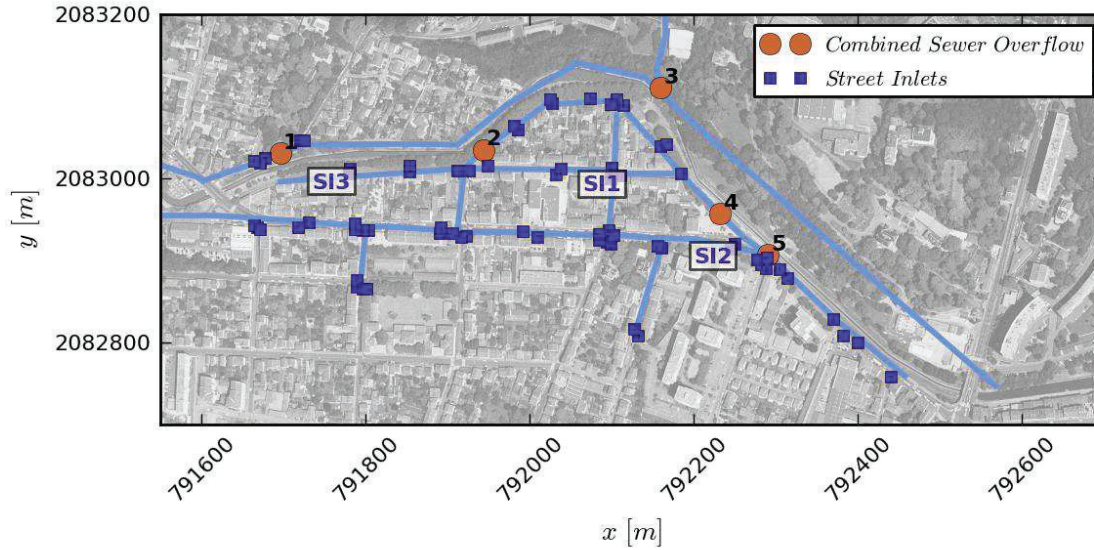 2083200
2083000
2082800
y [m]
Combined Sewer Overflow
Street Inlets
1
2
3
4
5
SI3
SI1
SI2
791600
791800
792000
792200
792400
792600
x [m]